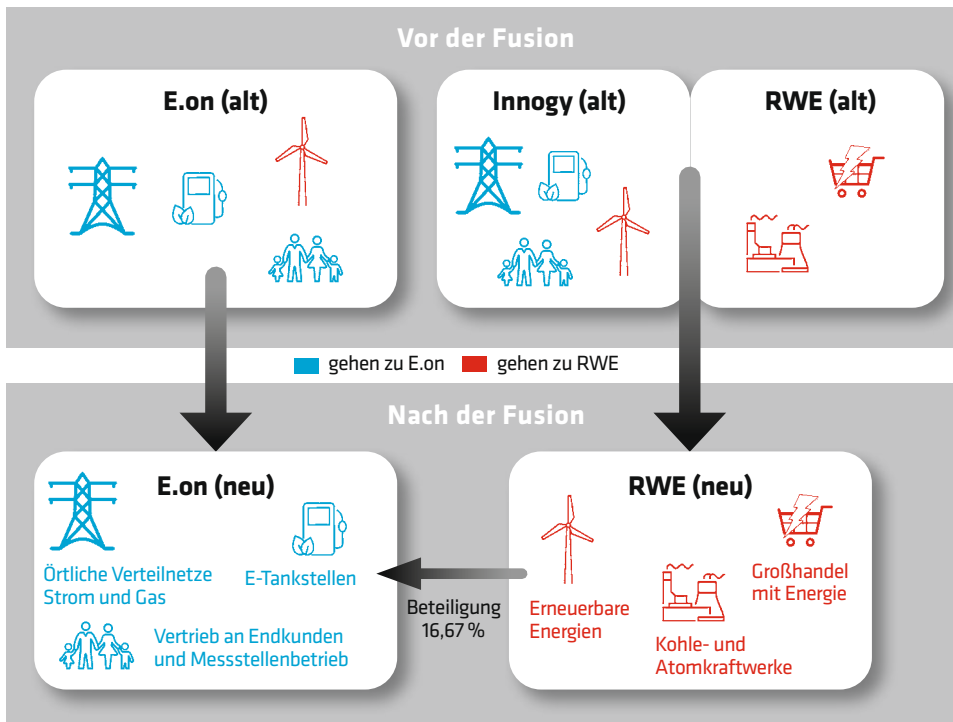 Vor der Fusion
E.on (alt)
Innogy (alt)
RWE (alt)
gehen zu E.on
gehen zu RWE
Nach der Fusion
E.on (neu)
Örtliche Verteilnetze
Strom und Gas
E-Tankstellen
Vertrieb an Endkunden
und Messstellenbetrieb
Beteiligung
16,67 %
RWE (neu)
Erneuerbare
Energien
Kohle- und
Atomkraftwerke
Großhandel
mit Energie